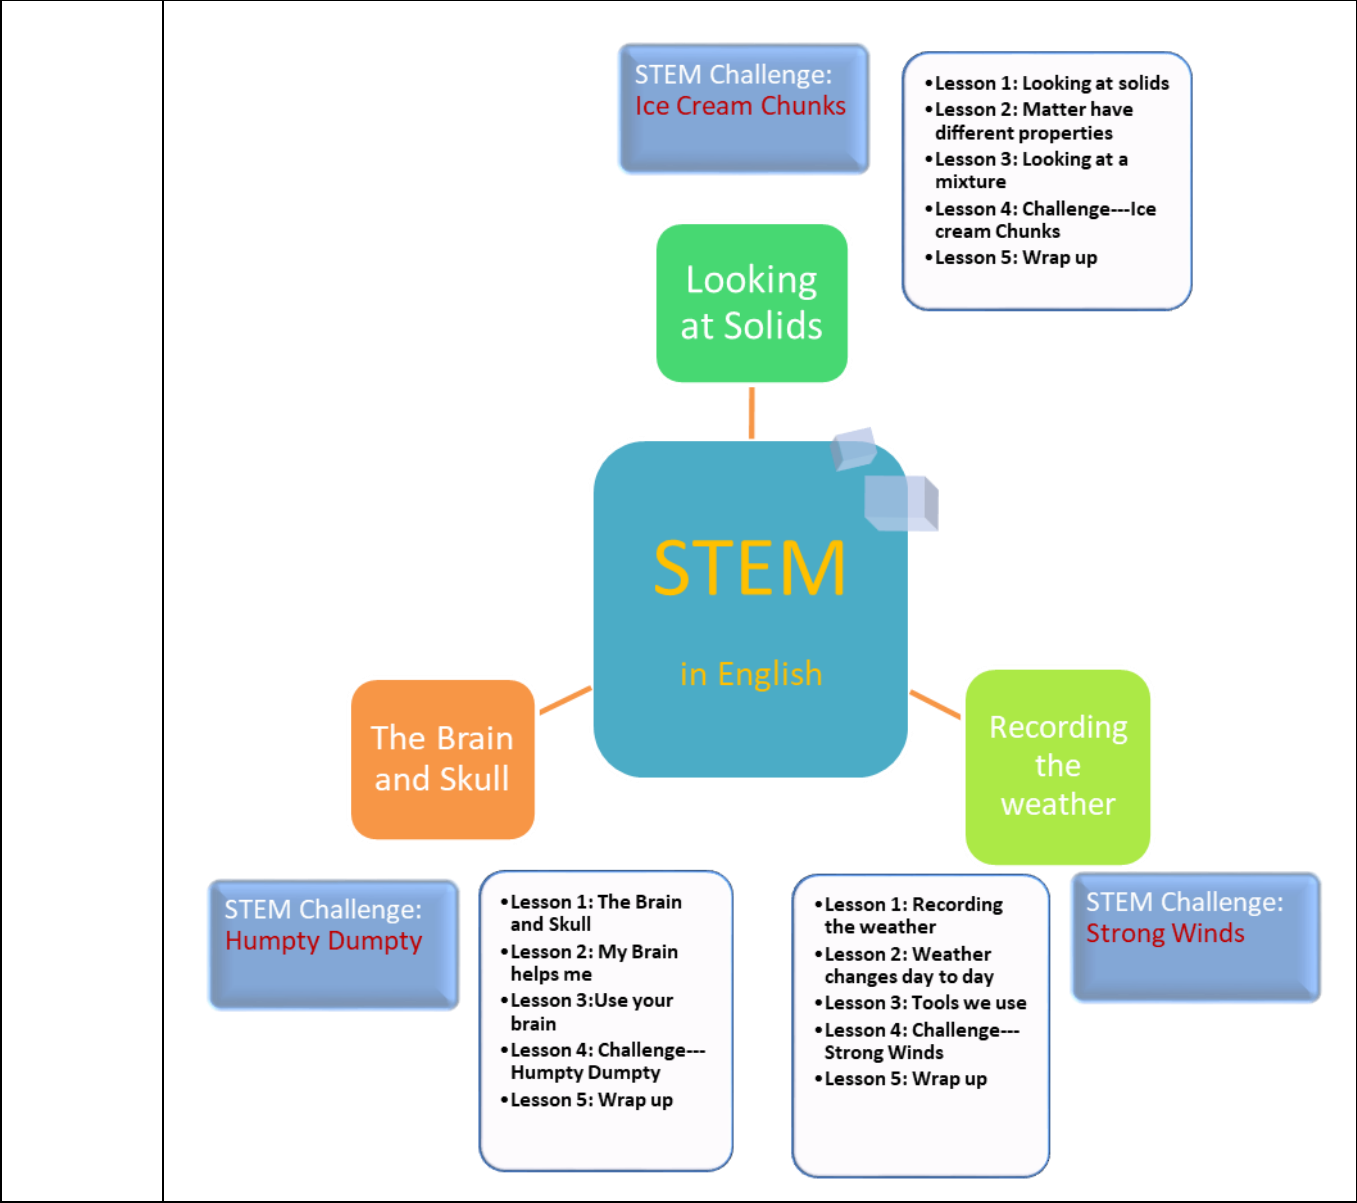 STEM Challenge:
Ice Cream Chunks
•Lesson 1: Looking at solids
•Lesson 2: Matter have
different properties
•Lesson 3: Looking at a
mixture
•Lesson 4: Challenge---Ice
cream Chunks
•Lesson 5: Wrap up
Looking
at Solids
STEM
in English
The Brain
and Skull
Recording
the
weather
STEM Challenge:
Humpty Dumpty
•Lesson 1: The Brain
and Skull
•Lesson 2: My Brain
helps me
•Lesson 3:Use your
brain
•Lesson 4: Challenge---
Humpty Dumpty
•Lesson 5: Wrap up
•Lesson 1: Recording
the weather
•Lesson 2: Weather
changes day to day
•Lesson 3: Tools we use
•Lesson 4: Challenge---
Strong Winds
•Lesson 5: Wrap up
STEM Challenge:
Strong Winds